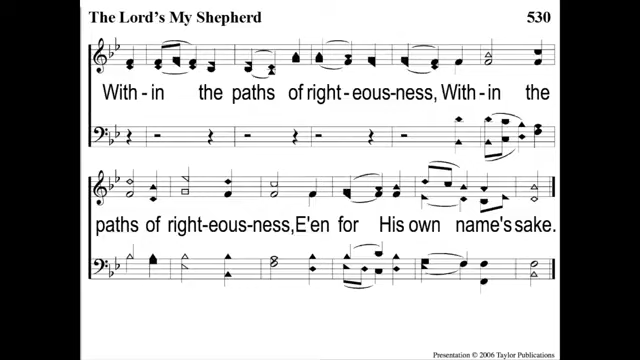 The Lord's My Shepherd 530
With - in the paths of right - eous - ness, With - in the
paths of right-eous-ness, E'en for His own name's sake.
Presentation © 2006 Taylor Publications